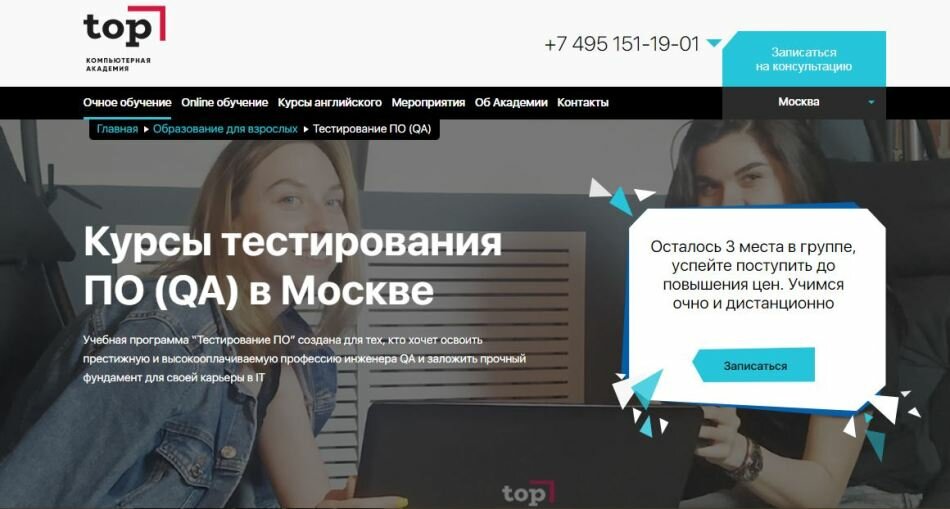 top
КОМПЬЮТЕРНАЯ
АКАДЕМИЯ
+7 495 151-19-01
Записаться
на консультацию
Очное обучение Online обучение Курсы английского Мероприятия Об Академии Контакты
Москва
Главная Образование для взрослых Тестирование ПО (QA)
Курсы тестирования
ПО (QA) в Москве
Учебная программа "Тестирование ПО" создана для тех, кто хочет освоить
престижную и высокооплачиваемую профессию инженера QA и заложить прочный
фундамент для своей карьеры в IT
Осталось 3 места в группе,
успейте поступить до
повышения цен. Учимся
очно и дистанционно
Записаться
top